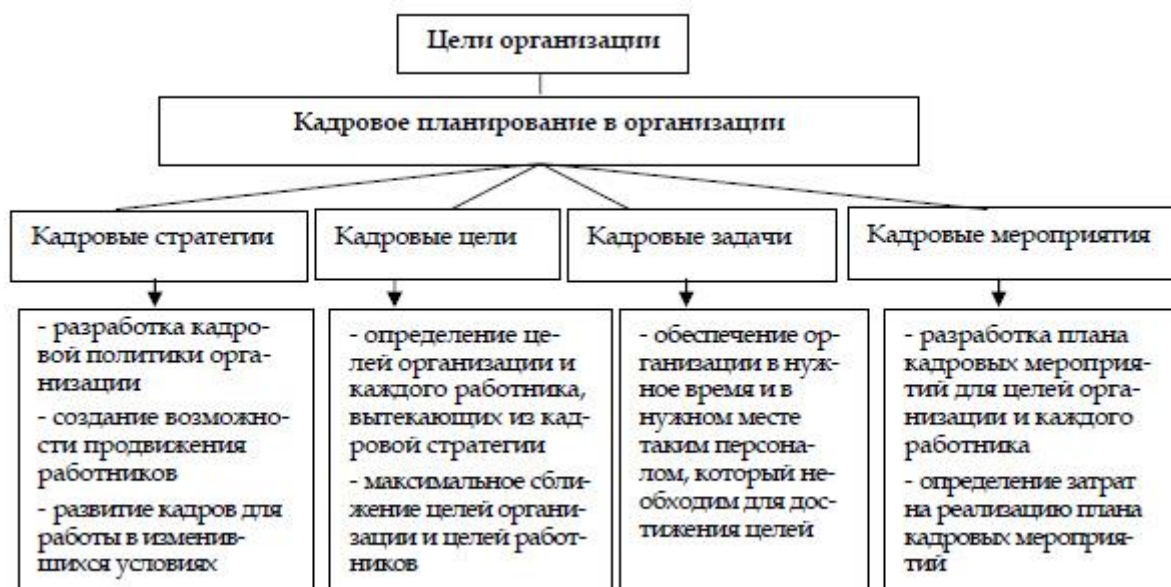 Цели организации
Кадровое планирование в организации
Кадровые стратегии
Кадровые цели
Кадровые задачи
Кадровые мероприятия
- разработка кадро-
вой политики орга-
низации
- создание возможно-
сти продвижения
работников
- развитие кадров для
работы в изменив-
шихся условиях
- определение це-
лей организации и
каждого работника,
вытекающих из кад-
ровой стратегии
- максимальное сбли-
жение целей органи-
зации и целей работ-
ников
- обеспечение ор-
ганизации в нуж-
ное время и в
нужном месте
таким персона-
лом, который не-
обходим для дос-
тижения целей
- разработка плана
кадровых мероприя-
тий для целей орга-
низации и каждого
работника
- определение затрат
на реализацию плана
кадровых мероприя-
тий